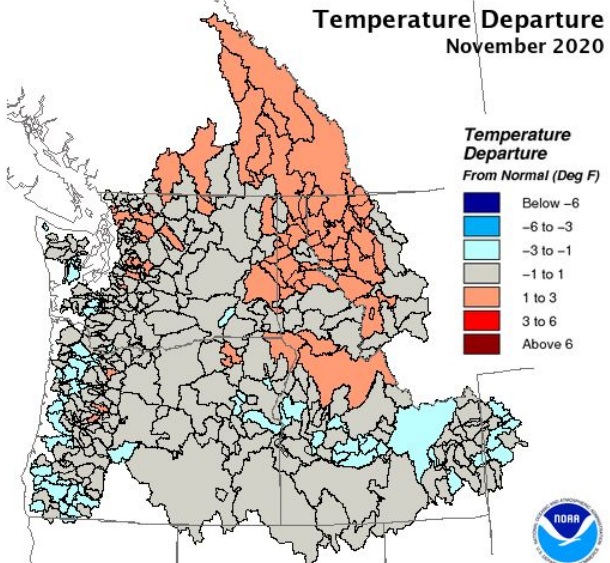 Temperature Departure
November 2020
Temperature
Departure
From Normal (Deg F)
Below −6
−6 to −3
−3 to −1
−1 to 1
1 to 3
3 to 6
Above 6
NOAA